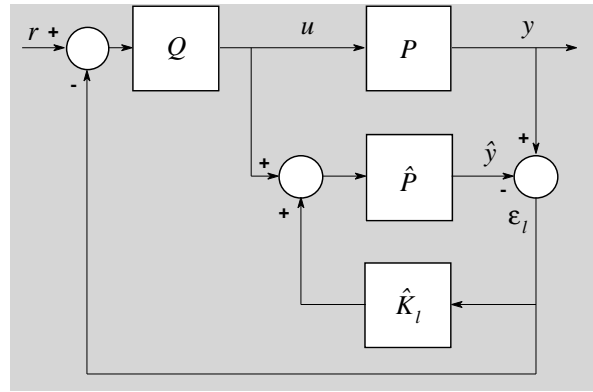 r + Q u P y
-
+ P̂ ŷ +
+ - ε_l
K̂_l